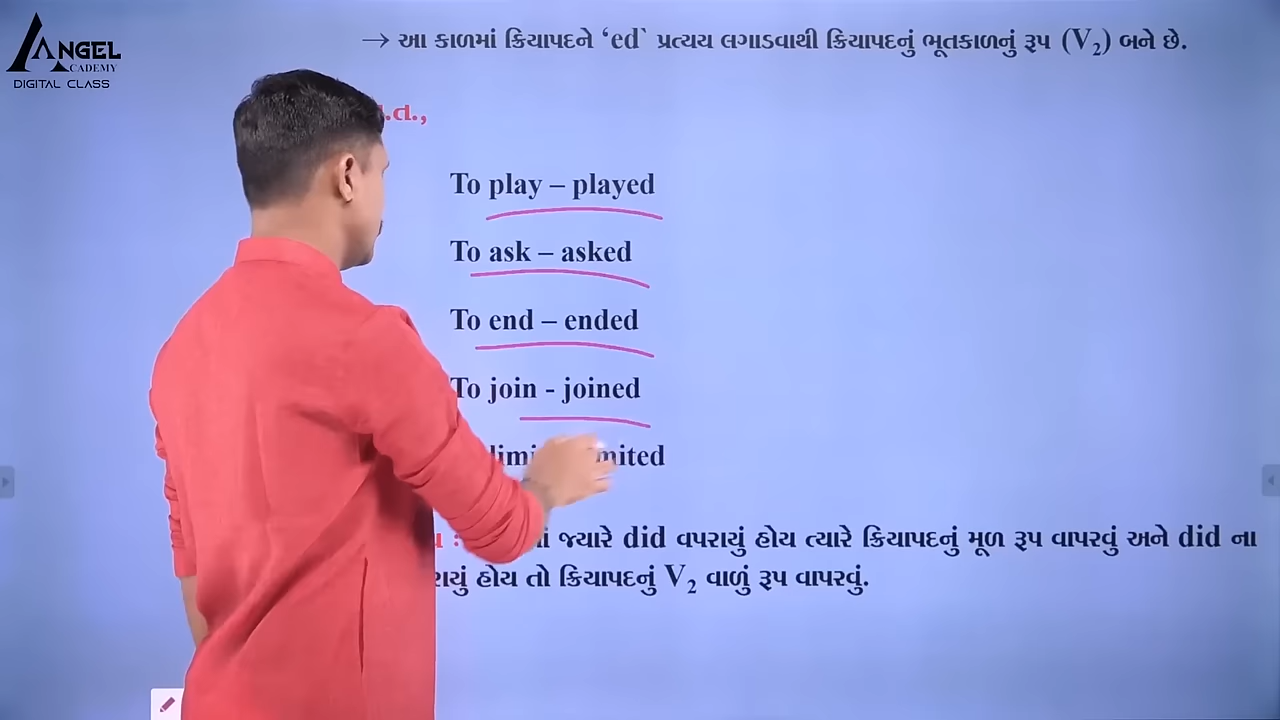 ANGEL
ACADEMY
DIGITAL CLASS
→ આ કાળમાં ક્રિયાપદને ‘ed` પ્રત્યય લગાડવાથી ક્રિયાપદનું ભૂતકાળનું રૂપ (V₂) બને છે.
.ત.,
To play – played
To ask – asked
To end – ended
To join - joined
જ્યારે did વપરાયું હોય ત્યારે ક્રિયાપદનું મૂળ રૂપ વાપરવું અને did ના
હોય તો ક્રિયાપદનું V₂ વાળું રૂપ વાપરવું.